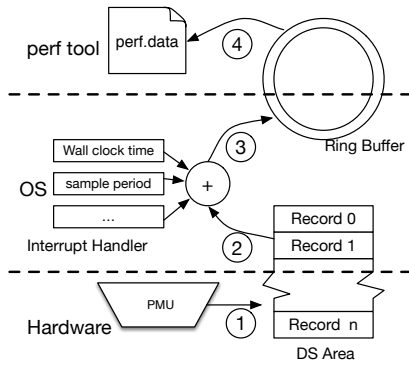 perf tool
perf.data
4
Ring Buffer
Wall clock time
sample period
...
OS
+
3
Interrupt Handler
2
Record 0
Record 1
Hardware
PMU
1
Record n
DS Area